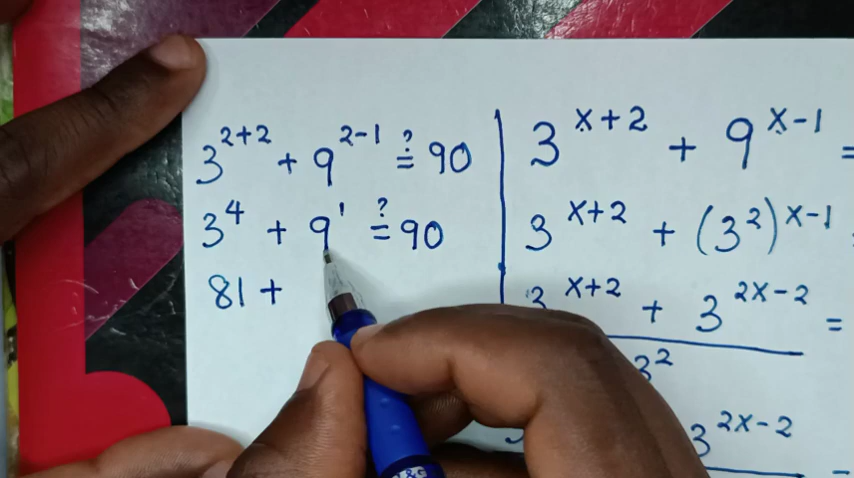 3^{2+2} + 9^{2-1} ≟ 90
3^4 + 9^1 ≟ 90
81 +
3^{x+2} + 9^{x-1} =
3^{x+2} + (3^2)^{x-1}
3^{x+2} + 3^{2x-2} =
3^2
3^{2x-2}